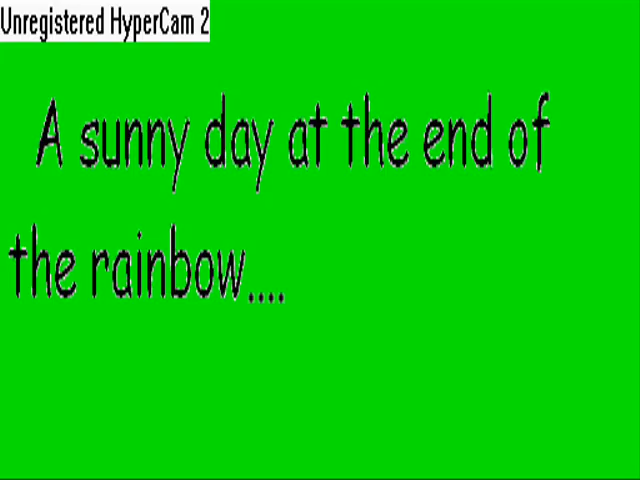 Unregistered HyperCam 2
A sunny day at the end of
the rainbow....